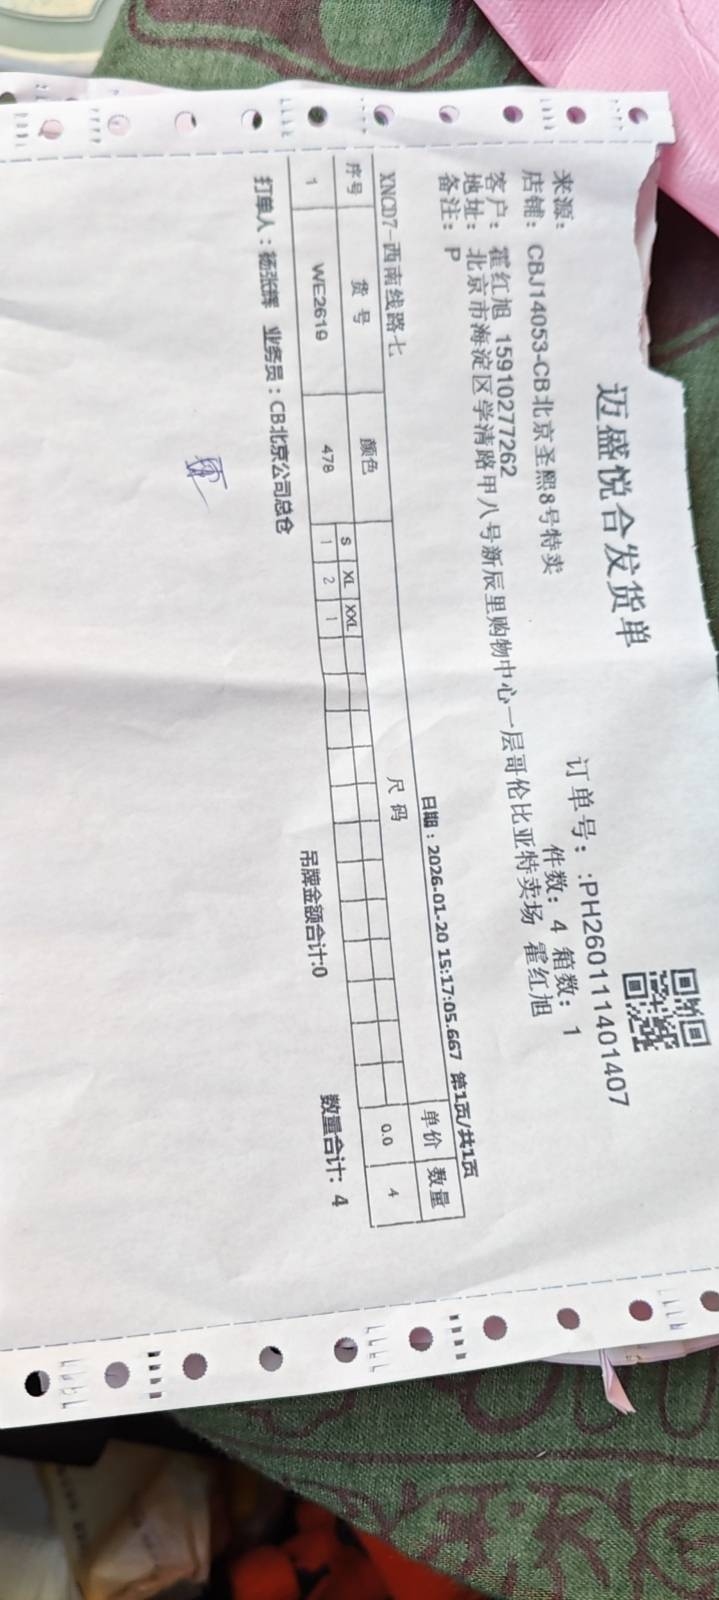 迈盛悦合发货单
订单号：:PH260111401407
来源：
件数：4 箱数：1
店铺：CBJ14053-CB北京圣熙8号特卖
客户：霍红旭 15910277262
地址：北京市海淀区学清路甲八号新辰里购物中心一层哥伦比亚特卖场 霍红旭
备注：P
日期：2026-01-20 15:17:05.667 第1页/共1页
XNC07-西南线路七
序号 货号 颜色 尺码 单价 数量
S XL XXL
1 WE2619 478 1 2 1 0.0 4
吊牌金额合计:0 数量合计: 4
打单人：杨张辉 业务员：CB北京公司总仓